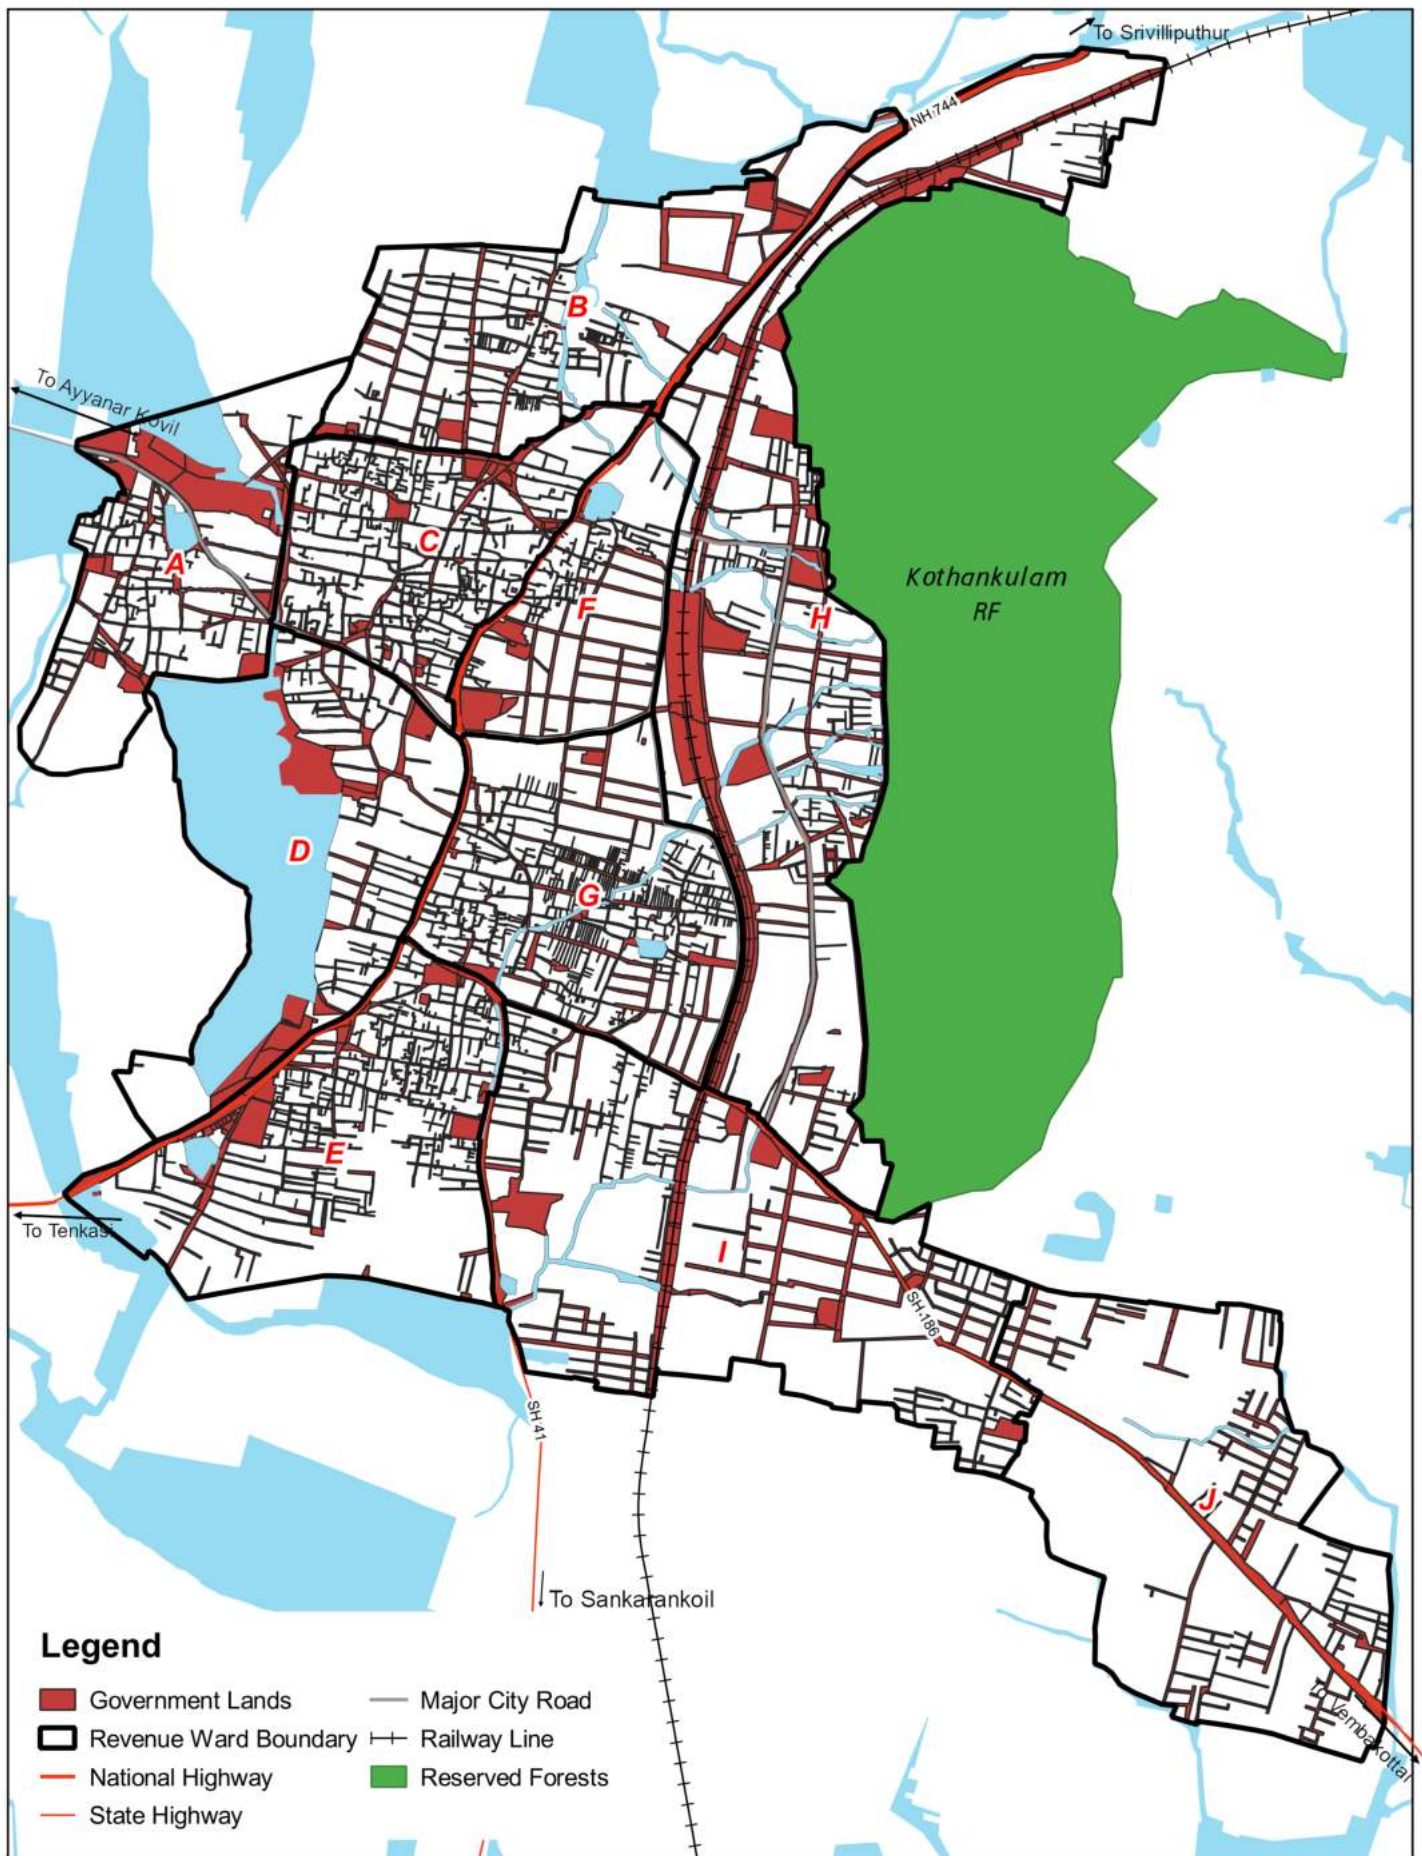 To Srivilliputhur
NH 744
B
To Ayyanar Kovil
C
A
Kothankulam
RF
F
H
D
G
E
To Tenkasi
I
SH 186
SH 41
J
To Sankarankoil
To Vembakottai
Legend
Government Lands
Major City Road
Revenue Ward Boundary
Railway Line
National Highway
Reserved Forests
State Highway